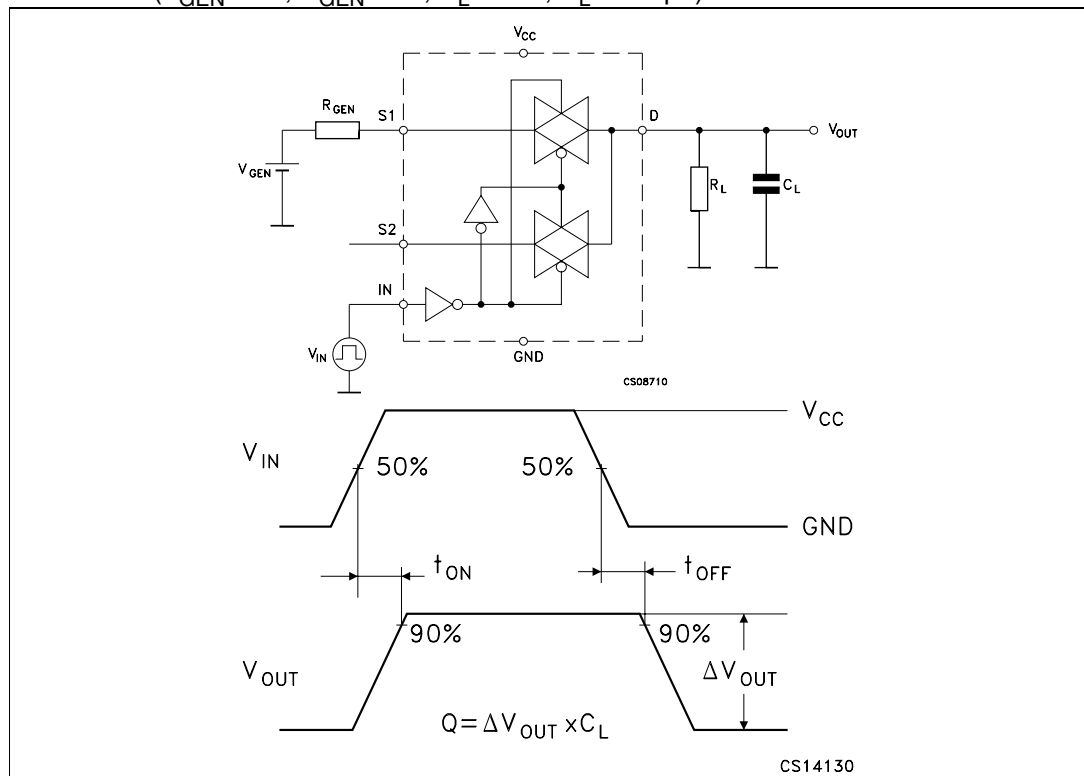 V_CC
R_GEN
S1
D
V_OUT
V_GEN
R_L
C_L
S2
IN
V_IN
GND
CS08710
V_CC
V_IN
50%
50%
GND
t_ON
t_OFF
90%
90%
V_OUT
ΔV_OUT
Q=ΔV_OUT xC_L
CS14130